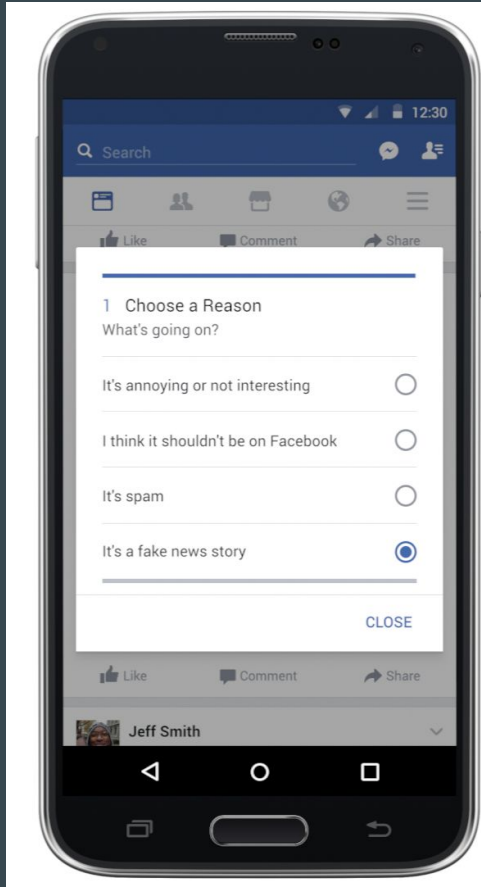 12:30
Search
Like Comment Share
1 Choose a Reason
What's going on?
It's annoying or not interesting
I think it shouldn't be on Facebook
It's spam
It's a fake news story
CLOSE
Like Comment Share
Jeff Smith